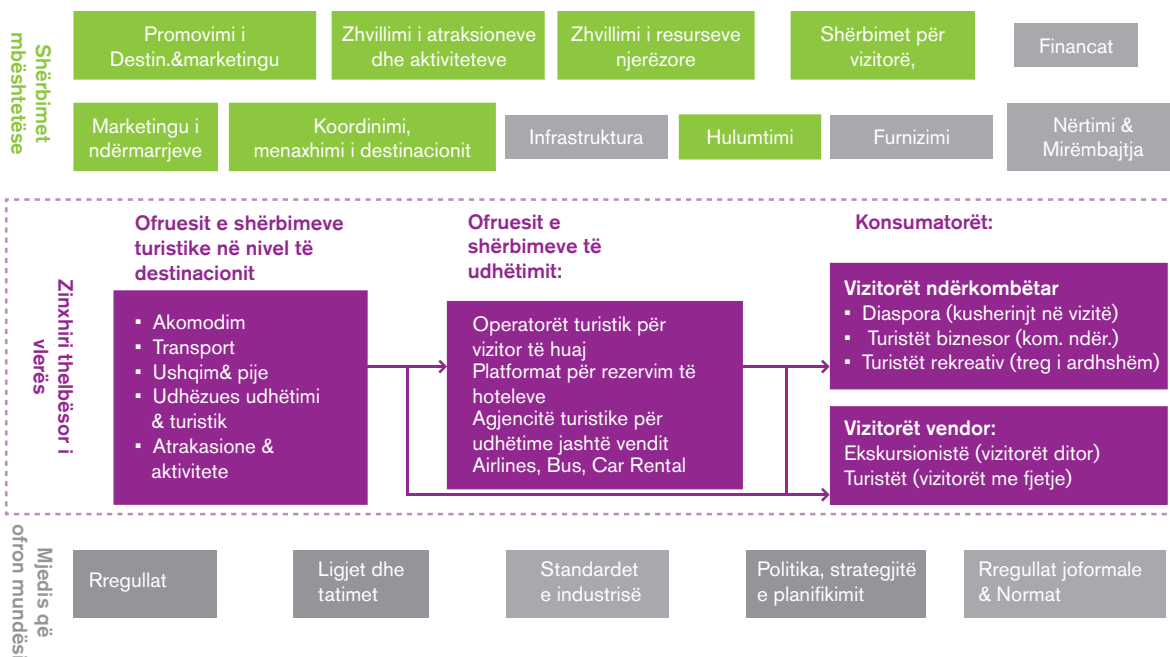 Shërbimet
mbështetëse
Promovimi i
Destin.&marketingu
Zhvillimi i atraksioneve
dhe aktiviteteve
Zhvillimi i resurseve
njerëzore
Shërbimet për
vizitorë,
Financat
Marketingu i
ndërmarrjeve
Koordinimi,
menaxhimi i destinacionit
Infrastruktura
Hulumtimi
Furnizimi
Nërtimi &
Mirëmbajtja
Zinxhiri thelbësor i
vlerës
Ofruesit e shërbimeve
turistike në nivel të
destinacionit
▪ Akomodim
▪ Transport
▪ Ushqim& pije
▪ Udhëzues udhëtimi
& turistik
▪ Atrakasione &
aktivitete
Ofruesit e
shërbimeve të
udhëtimit:
Operatorët turistik për
vizitor të huaj
Platformat për rezervim të
hoteleve
Agjencitë turistike për
udhëtime jashtë vendit
Airlines, Bus, Car Rental
Konsumatorët:
Vizitorët ndërkombëtar
▪ Diaspora (kusherinjt në vizitë)
▪ Turistët biznesor (kom. ndër.)
▪ Turistët rekreativ (treg i ardhshëm)
Vizitorët vendor:
Ekskursionistë (vizitorët ditor)
Turistët (vizitorët me fjetje)
Mjedis që
ofron mundësi
Rregullat
Ligjet dhe
tatimet
Standardet
e industrisë
Politika, strategjitë
e planifikimit
Rregullat joformale
& Normat